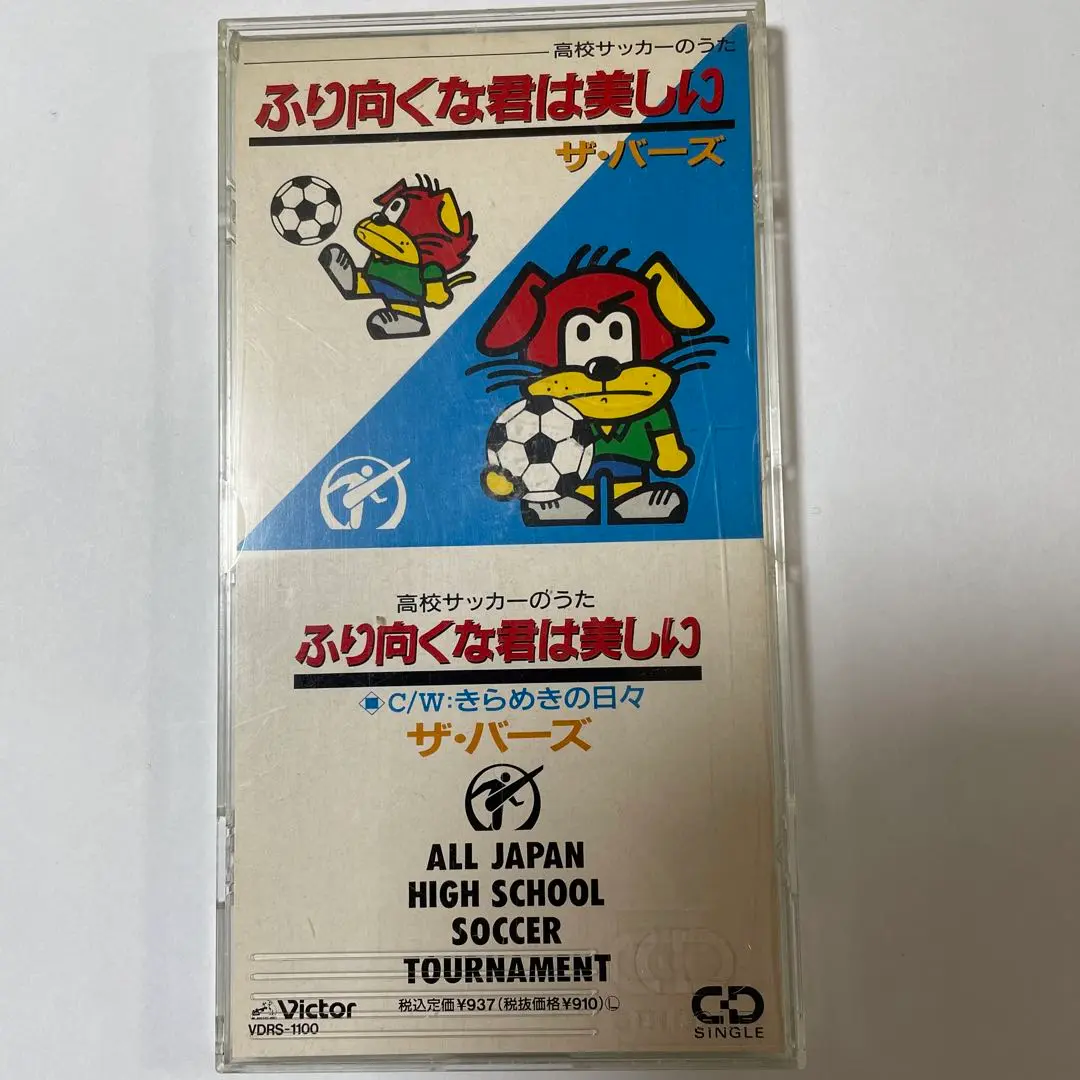 高校サッカーのうた
ふり向くな君は美しい
ザ・バーズ
高校サッカーのうた
ふり向くな君は美しい
C/W:きらめきの日々
ザ・バーズ
ALL JAPAN
HIGH SCHOOL
SOCCER
TOURNAMENT
Victor
VDRS-1100
税込定価¥937(税抜価格¥910)Ⓛ
CD
SINGLE